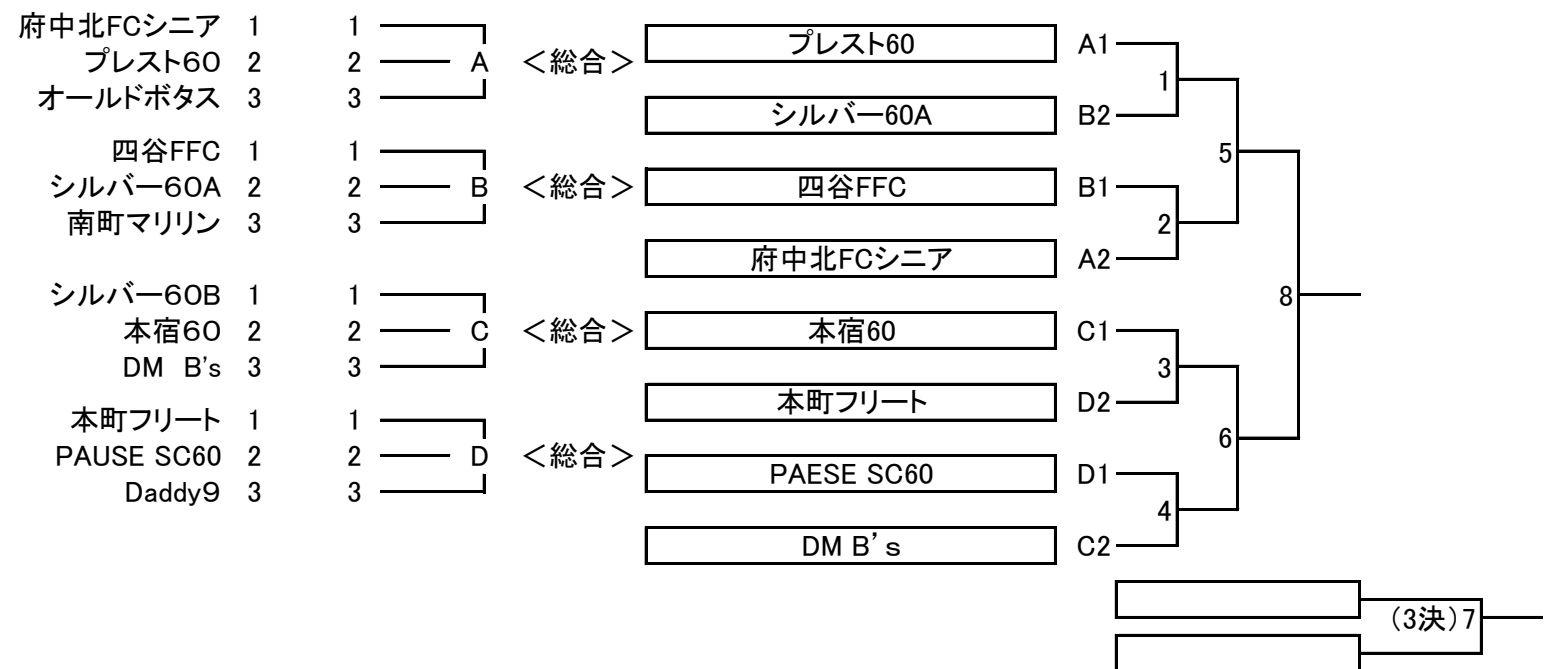 府中北FCシニア 1 1
プレスト60 2 2 A ＜総合＞ プレスト60 A1
オールドボタス 3 3
1
シルバー60A B2
四谷FFC 1 1
5
シルバー60A 2 2 B ＜総合＞ 四谷FFC B1
南町マリリン 3 3
2
府中北FCシニア A2
シルバー60B 1 1
8
本宿60 2 2 C ＜総合＞ 本宿60 C1
DM B's 3 3
3
本町フリート D2
本町フリート 1 1
6
PAUSE SC60 2 2 D ＜総合＞ PAESE SC60 D1
Daddy9 3 3
4
DM B’s C2
(3決)7